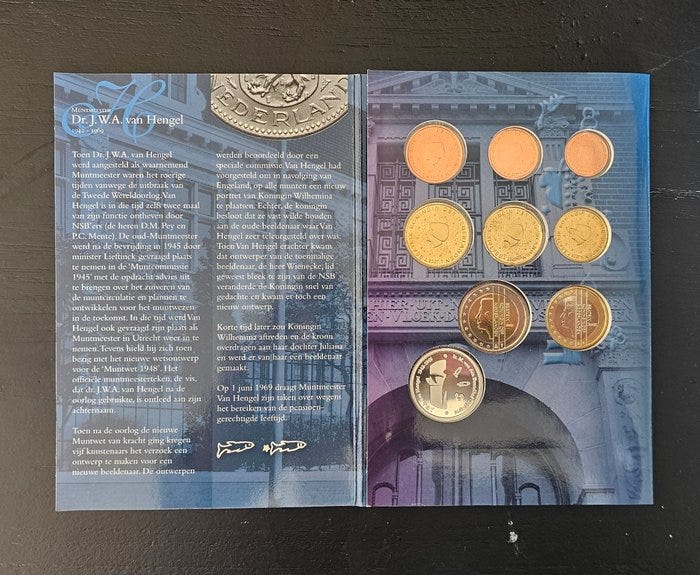 Muntmeester
Dr. J.W.A. van Hengel
1941 - 1969
Toen Dr. J.W.A. van Hengel
werd aangesteld als waarnemend
Muntmeester waren het roerige
tijden vanwege de uitbraak van
de Tweede Wereldoorlog. Van
Hengel is in die tijd zelfs twee maal
van zijn functie ontheven door
NSB'ers (de heren D.M. Pey en
P.C. Mente). De oud-Muntmeester
werd na de bevrijding in 1945 door
minister Lieftinck gevraagd plaats
te nemen in de 'Muntcommissie
1945' met de opdracht advies uit
te brengen over het zuiveren van
de muntcirculatie en plannen te
ontwikkelen voor het muntwezen
in de toekomst. In die tijd werd Van
Hengel ook gevraagd zijn plaats als
Muntmeester in Utrecht weer in te
nemen. Tevens hield hij zich toen
bezig met het nieuwe wetsontwerp
voor de 'Muntwet 1948'. Het
officiële muntmeesterteken, de vis,
dat dr. J.W.A. van Hengel na de
oorlog gebruikte, is ontleed aan zijn
achternaam.
Toen na de oorlog de nieuwe
Muntwet van kracht ging kregen
vijf kunstenaars het verzoek een
ontwerp te maken voor een
nieuwe beeldenaar. De ontwerpen
NEDERLAND
werden beoordeeld door een
speciale commissie. Van Hengel had
voorgesteld om in navolging van
Engeland, op alle munten een nieuw
portret van Koningin Wilhemina
te plaatsen. Echter, de koningin
besloot dat ze vast wilde houden
aan de oude beeldenaar waar Van
Hengel zeer teleurgesteld over was.
Toen Van Hengel erachter kwam
dat de ontwerper van de toenmalige
beeldenaar, de heer Wienecke, lid
geweest bleek te zijn van de NSB
veranderde de Koningin snel van
gedachte en kwam er toch een
nieuw ontwerp.
Korte tijd later zou Koningin
Wilhemina aftreden en de kroon
overdragen aan haar dochter Juliana
en werd er van haar een beeldenaar
gemaakt.
Op 1 juni 1969 draagt Muntmeester
Van Hengel zijn taken over wegens
het bereiken van de pensioen-
gerechtigde leeftijd.